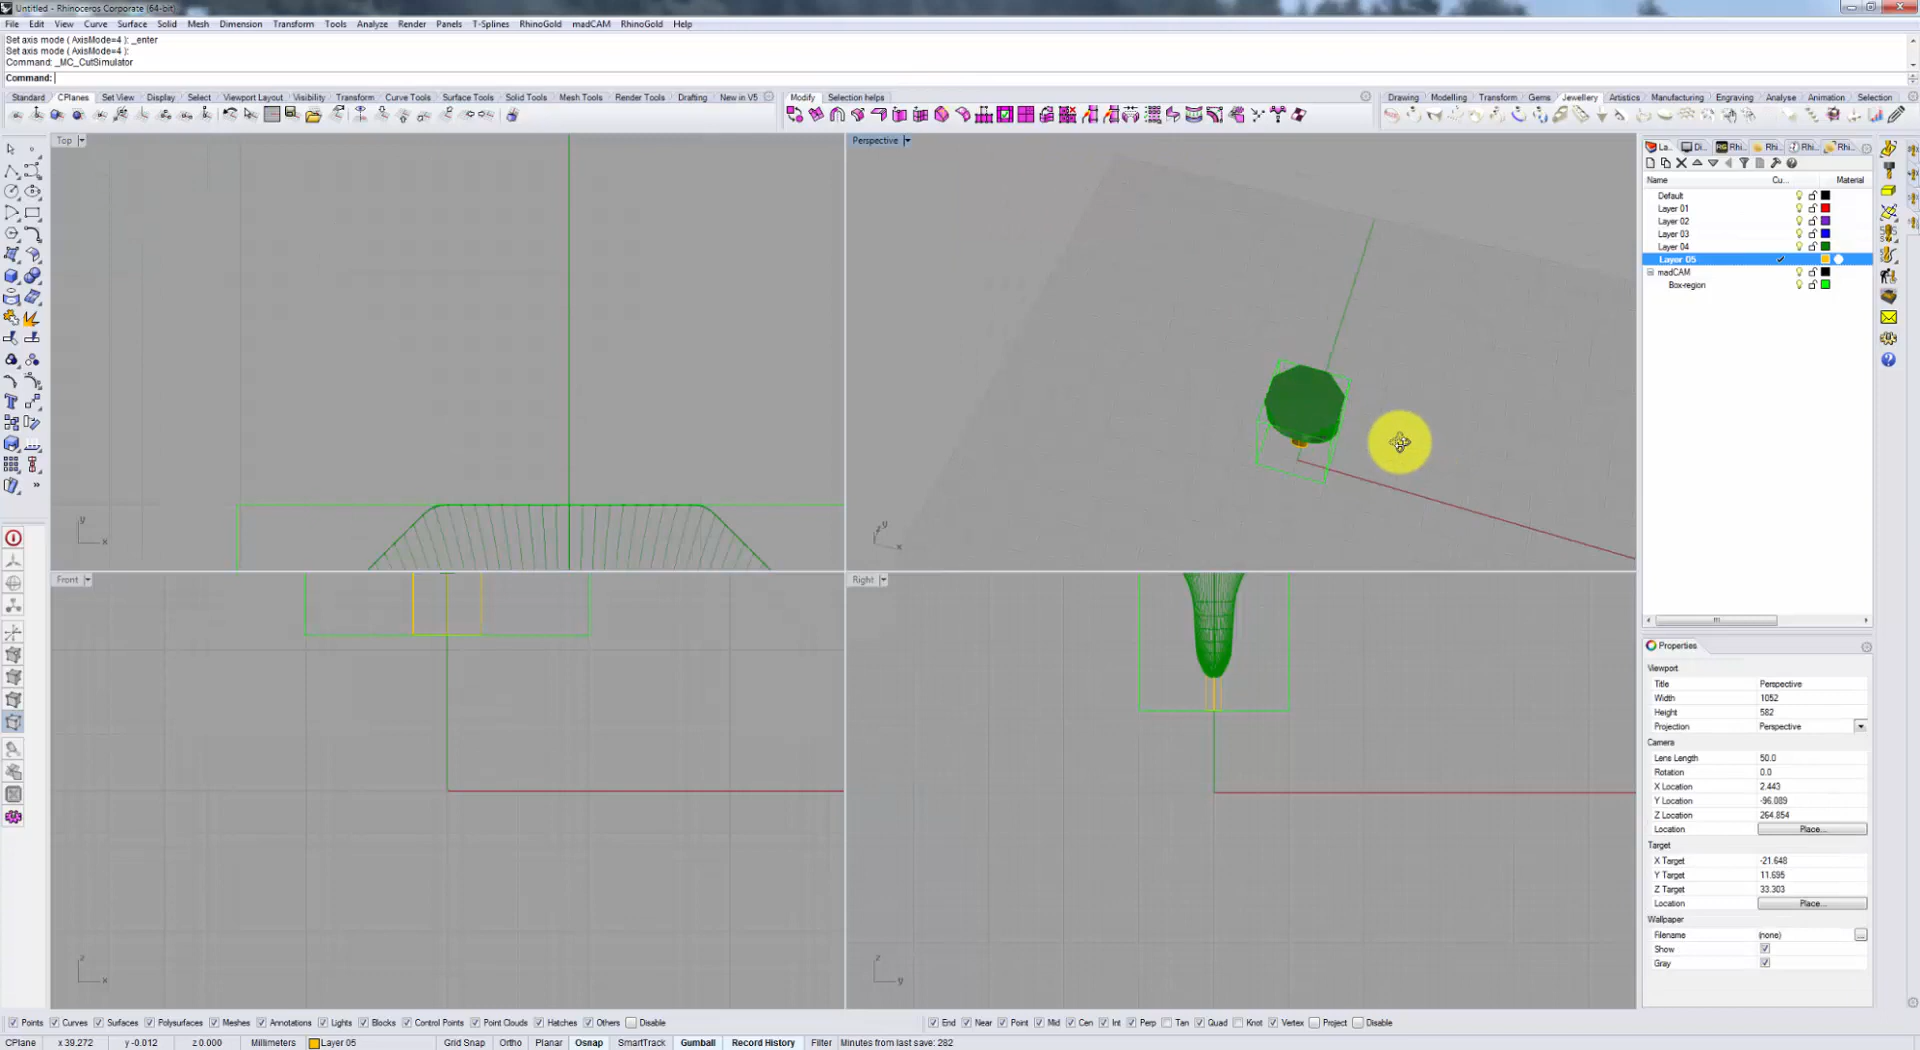 Untitled - Rhinoceros Corporate (64-bit)
File Edit View Curve Surface Solid Mesh Dimension Transform Tools Analyze Render Panels T-Splines RhinoGold madCAM RhinoGold Help
Set axis mode ( AxisMode=4 ): _enter
Set axis mode ( AxisMode=4 ):
Command: _MC_CutSimulator
Command:
Standard CPlanes Set View Display Select Viewport Layout Visibility Transform Curve Tools Surface Tools Solid Tools Mesh Tools Render Tools Drafting New in V5
Modify Selection helps
Drawing Modelling Transform Gems Jewellery Artistics Manufacturing Engraving Analyse Animation Selection
Top
Perspective
La... Di... Rhi... Rhi... Rhi... Rhi...
Name Cu... Material
Default
Layer 01
Layer 02
Layer 03
Layer 04
Layer 05
madCAM
Box-region
y
x
z
y
x
Front
Right
z
x
z
y
Properties
Viewport
Title Perspective
Width 1052
Height 582
Projection Perspective
Camera
Lens Length 50.0
Rotation 0.0
X Location 2.443
Y Location -96.089
Z Location 264.854
Location Place...
Target
X Target -21.648
Y Target 11.695
Z Target 33.303
Location Place...
Wallpaper
Filename (none) ...
Show
Gray
Points Curves Surfaces Polysurfaces Meshes Annotations Lights Blocks Control Points Point Clouds Hatches Others Disable
End Near Point Mid Cen Int Perp Tan Quad Knot Vertex Project Disable
CPlane x 39.272 y -0.012 z 0.000 Millimeters Layer 05 Grid Snap Ortho Planar Osnap SmartTrack Gumball Record History Filter Minutes from last save: 282